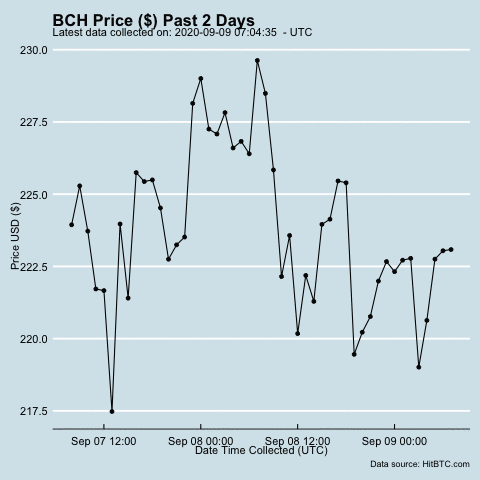 BCH Price ($) Past 2 Days
Latest data collected on: 2020-09-09 07:04:35 - UTC
230.0
227.5
225.0
222.5
220.0
217.5
Price USD ($)
Sep 07 12:00 Sep 08 00:00 Sep 08 12:00 Sep 09 00:00
Date Time Collected (UTC)
Data source: HitBTC.com